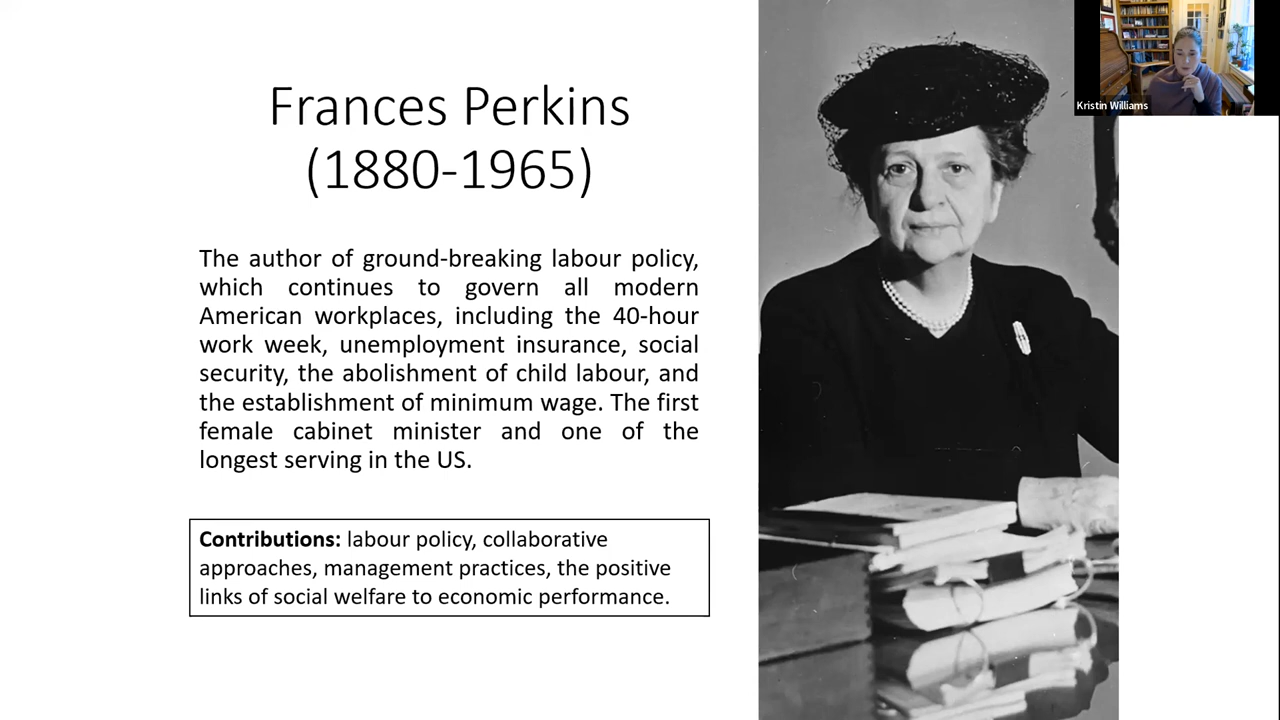 Frances Perkins
(1880-1965)
The author of ground-breaking labour policy,
which continues to govern all modern
American workplaces, including the 40-hour
work week, unemployment insurance, social
security, the abolishment of child labour, and
the establishment of minimum wage. The first
female cabinet minister and one of the
longest serving in the US.
Contributions: labour policy, collaborative
approaches, management practices, the positive
links of social welfare to economic performance.
Kristin Williams